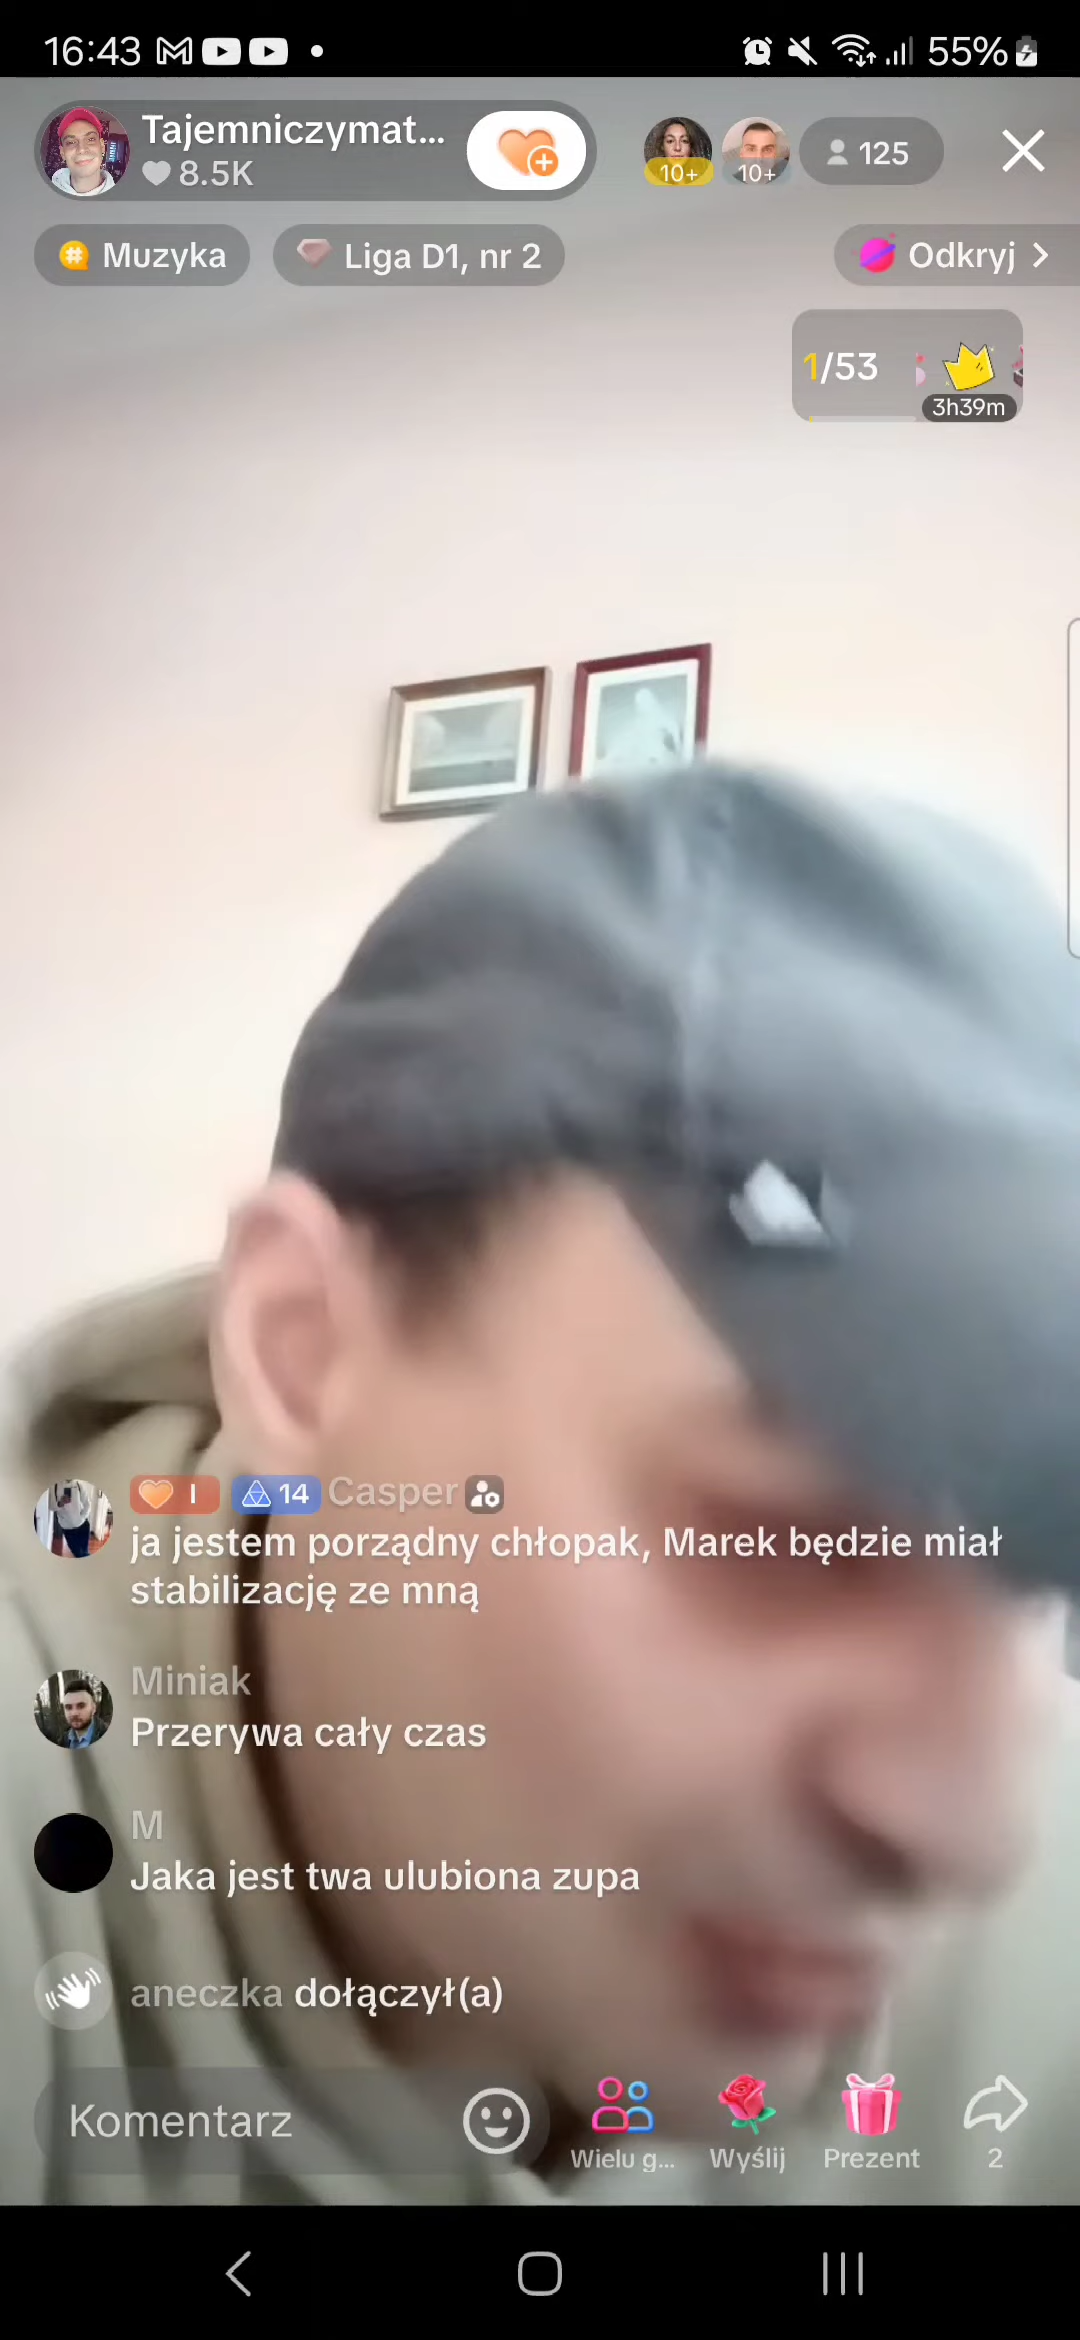 16:43
55%
Tajemniczymat...
8.5K
10+
10+
125
Muzyka
Liga D1, nr 2
Odkryj
1/53
3h39m
I
14
Casper
ja jestem porządny chłopak, Marek będzie miał
stabilizację ze mną
Miniak
Przerywa cały czas
M
Jaka jest twa ulubiona zupa
aneczka dołączył(a)
Komentarz
Wielu g...
Wyślij
Prezent
2